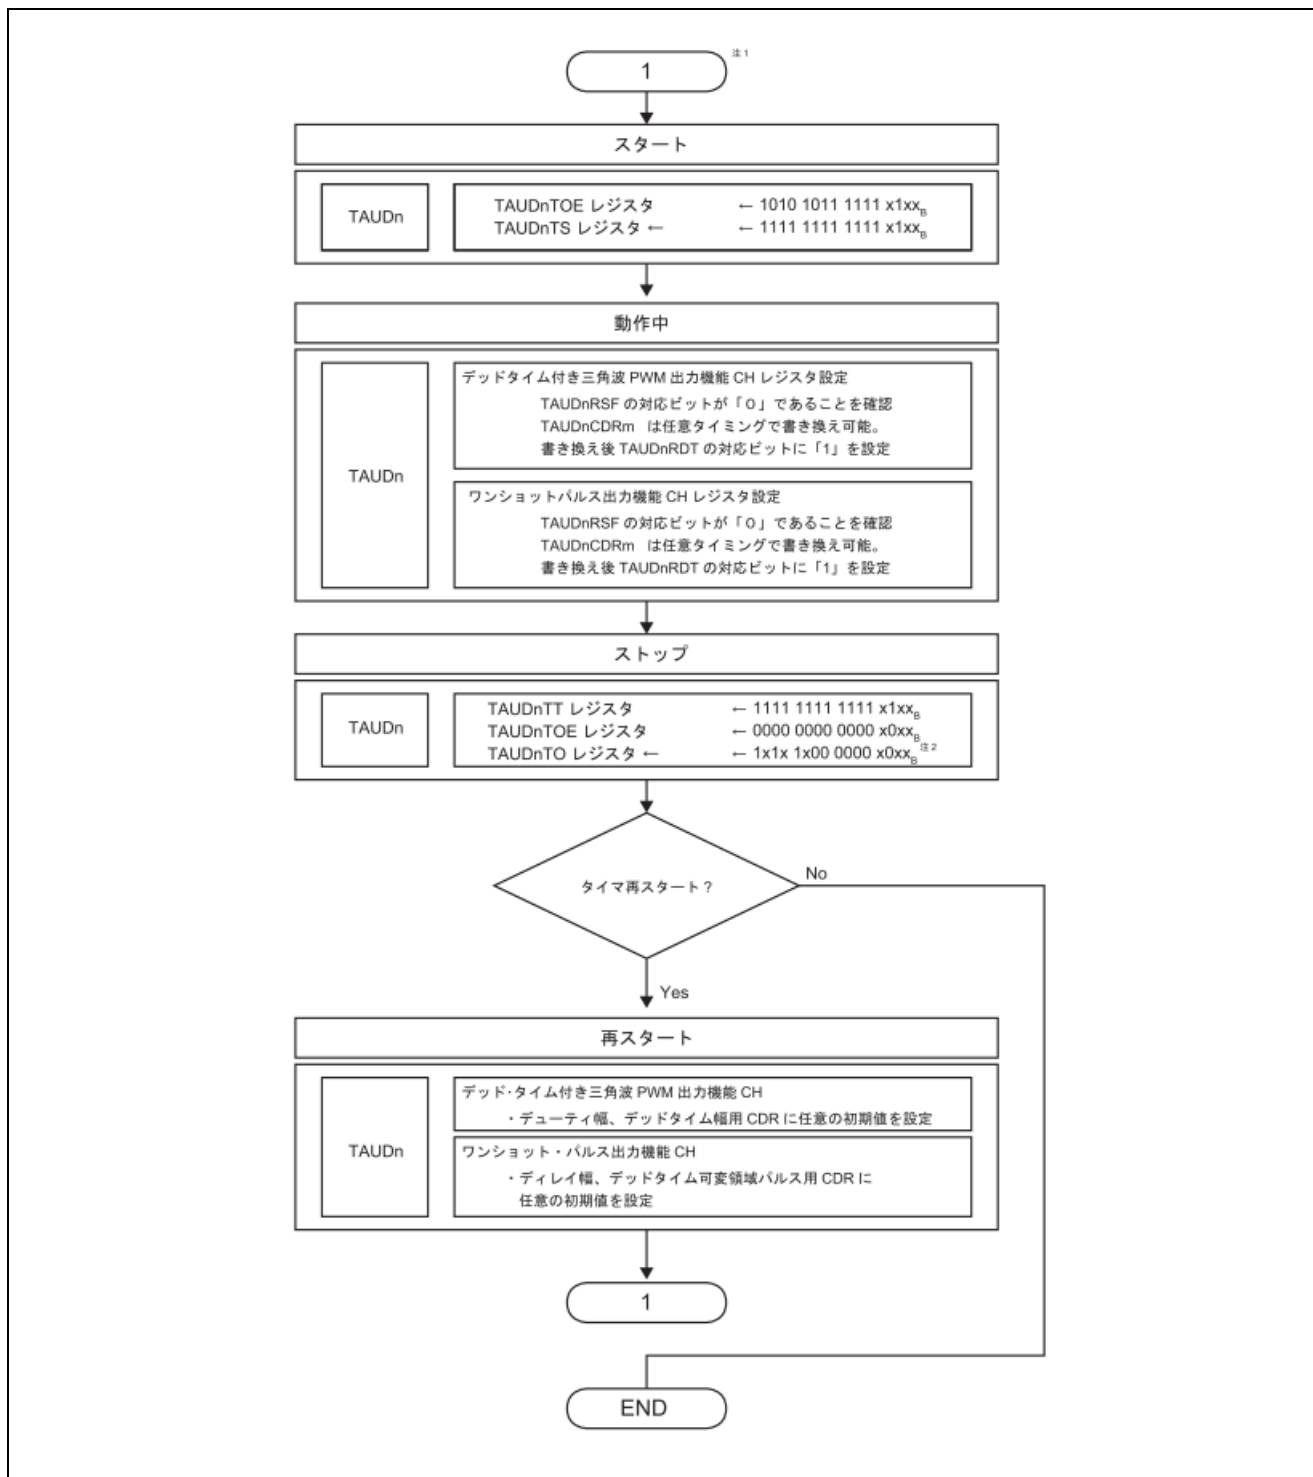 1
注 1
スタート
TAUDn
TAUDnTOE レジスタ ← 1010 1011 1111 x1xxB
TAUDnTS レジスタ ← ← 1111 1111 1111 x1xxB
動作中
TAUDn
デッドタイム付き三角波 PWM 出力機能 CH レジスタ設定
TAUDnRSF の対応ビットが「0」であることを確認
TAUDnCDRm は任意タイミングで書き換え可能。
書き換え後 TAUDnRDT の対応ビットに「1」を設定
ワンショットパルス出力機能 CH レジスタ設定
TAUDnRSF の対応ビットが「0」であることを確認
TAUDnCDRm は任意タイミングで書き換え可能。
書き換え後 TAUDnRDT の対応ビットに「1」を設定
ストップ
TAUDn
TAUDnTT レジスタ ← 1111 1111 1111 x1xxB
TAUDnTOE レジスタ ← 0000 0000 0000 x0xxB
TAUDnTO レジスタ ← ← 1x1x 1x00 0000 x0xxB 注 2
タイマ再スタート？
No
Yes
再スタート
TAUDn
デッド・タイム付き三角波 PWM 出力機能 CH
・デューティ幅、デッドタイム幅用 CDR に任意の初期値を設定
ワンショット・パルス出力機能 CH
・ディレイ幅、デッドタイム可変領域パルス用 CDR に
任意の初期値を設定
1
END